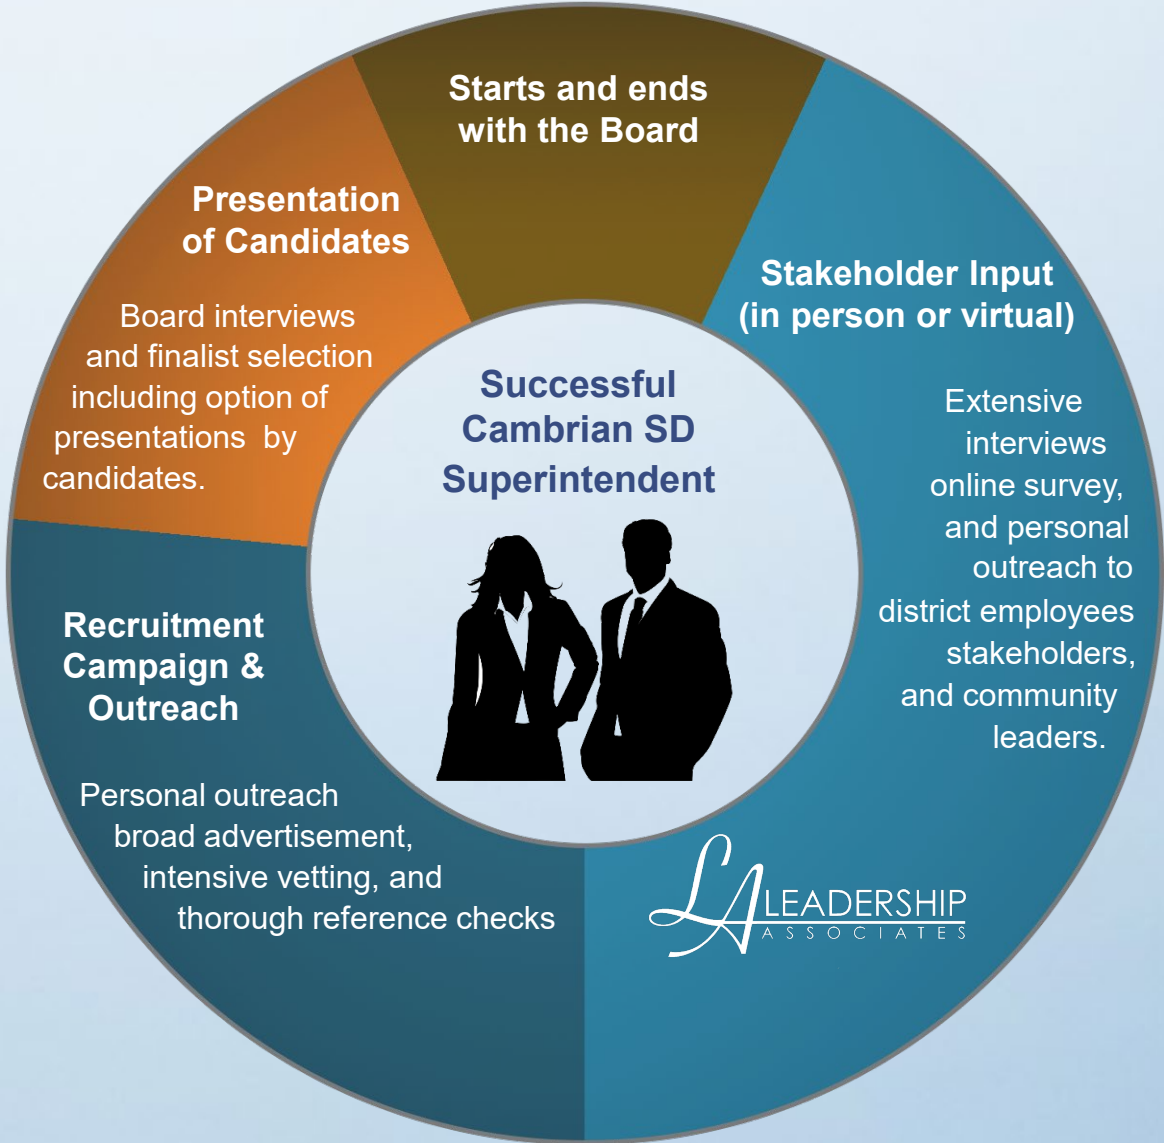 Starts and ends
with the Board
Stakeholder Input
(in person or virtual)
Extensive
interviews
online survey,
and personal
outreach to
district employees
stakeholders,
and community
leaders.
LA LEADERSHIP
ASSOCIATES
Recruitment
Campaign &
Outreach
Personal outreach
broad advertisement,
intensive vetting, and
thorough reference checks
Presentation
of Candidates
Board interviews
and finalist selection
including option of
presentations by
candidates.
Successful
Cambrian SD
Superintendent